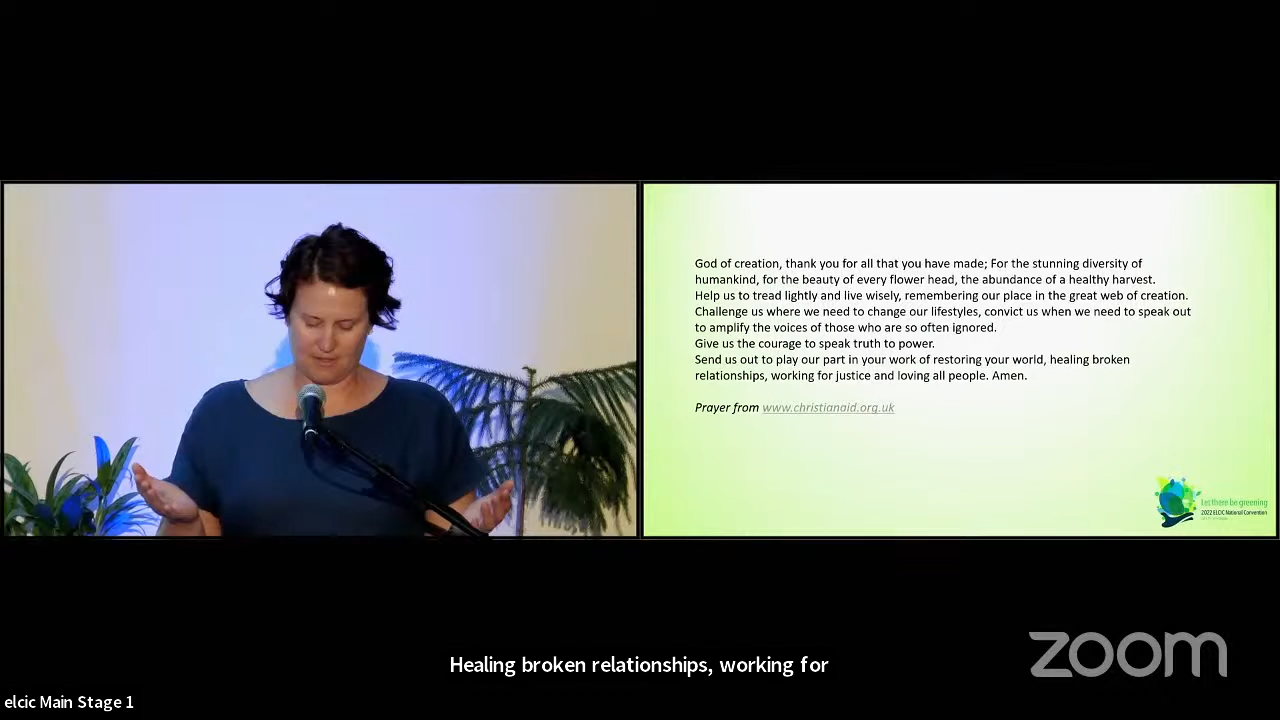 God of creation, thank you for all that you have made; For the stunning diversity of
humankind, for the beauty of every flower head, the abundance of a healthy harvest.
Help us to tread lightly and live wisely, remembering our place in the great web of creation.
Challenge us where we need to change our lifestyles, convict us when we need to speak out
to amplify the voices of those who are so often ignored.
Give us the courage to speak truth to power.
Send us out to play our part in your work of restoring your world, healing broken
relationships, working for justice and loving all people. Amen.
Prayer from www.christianaid.org.uk
Let there be greening
2022 ELCIC National Convention
Healing broken relationships, working for
zoom
elcic Main Stage 1